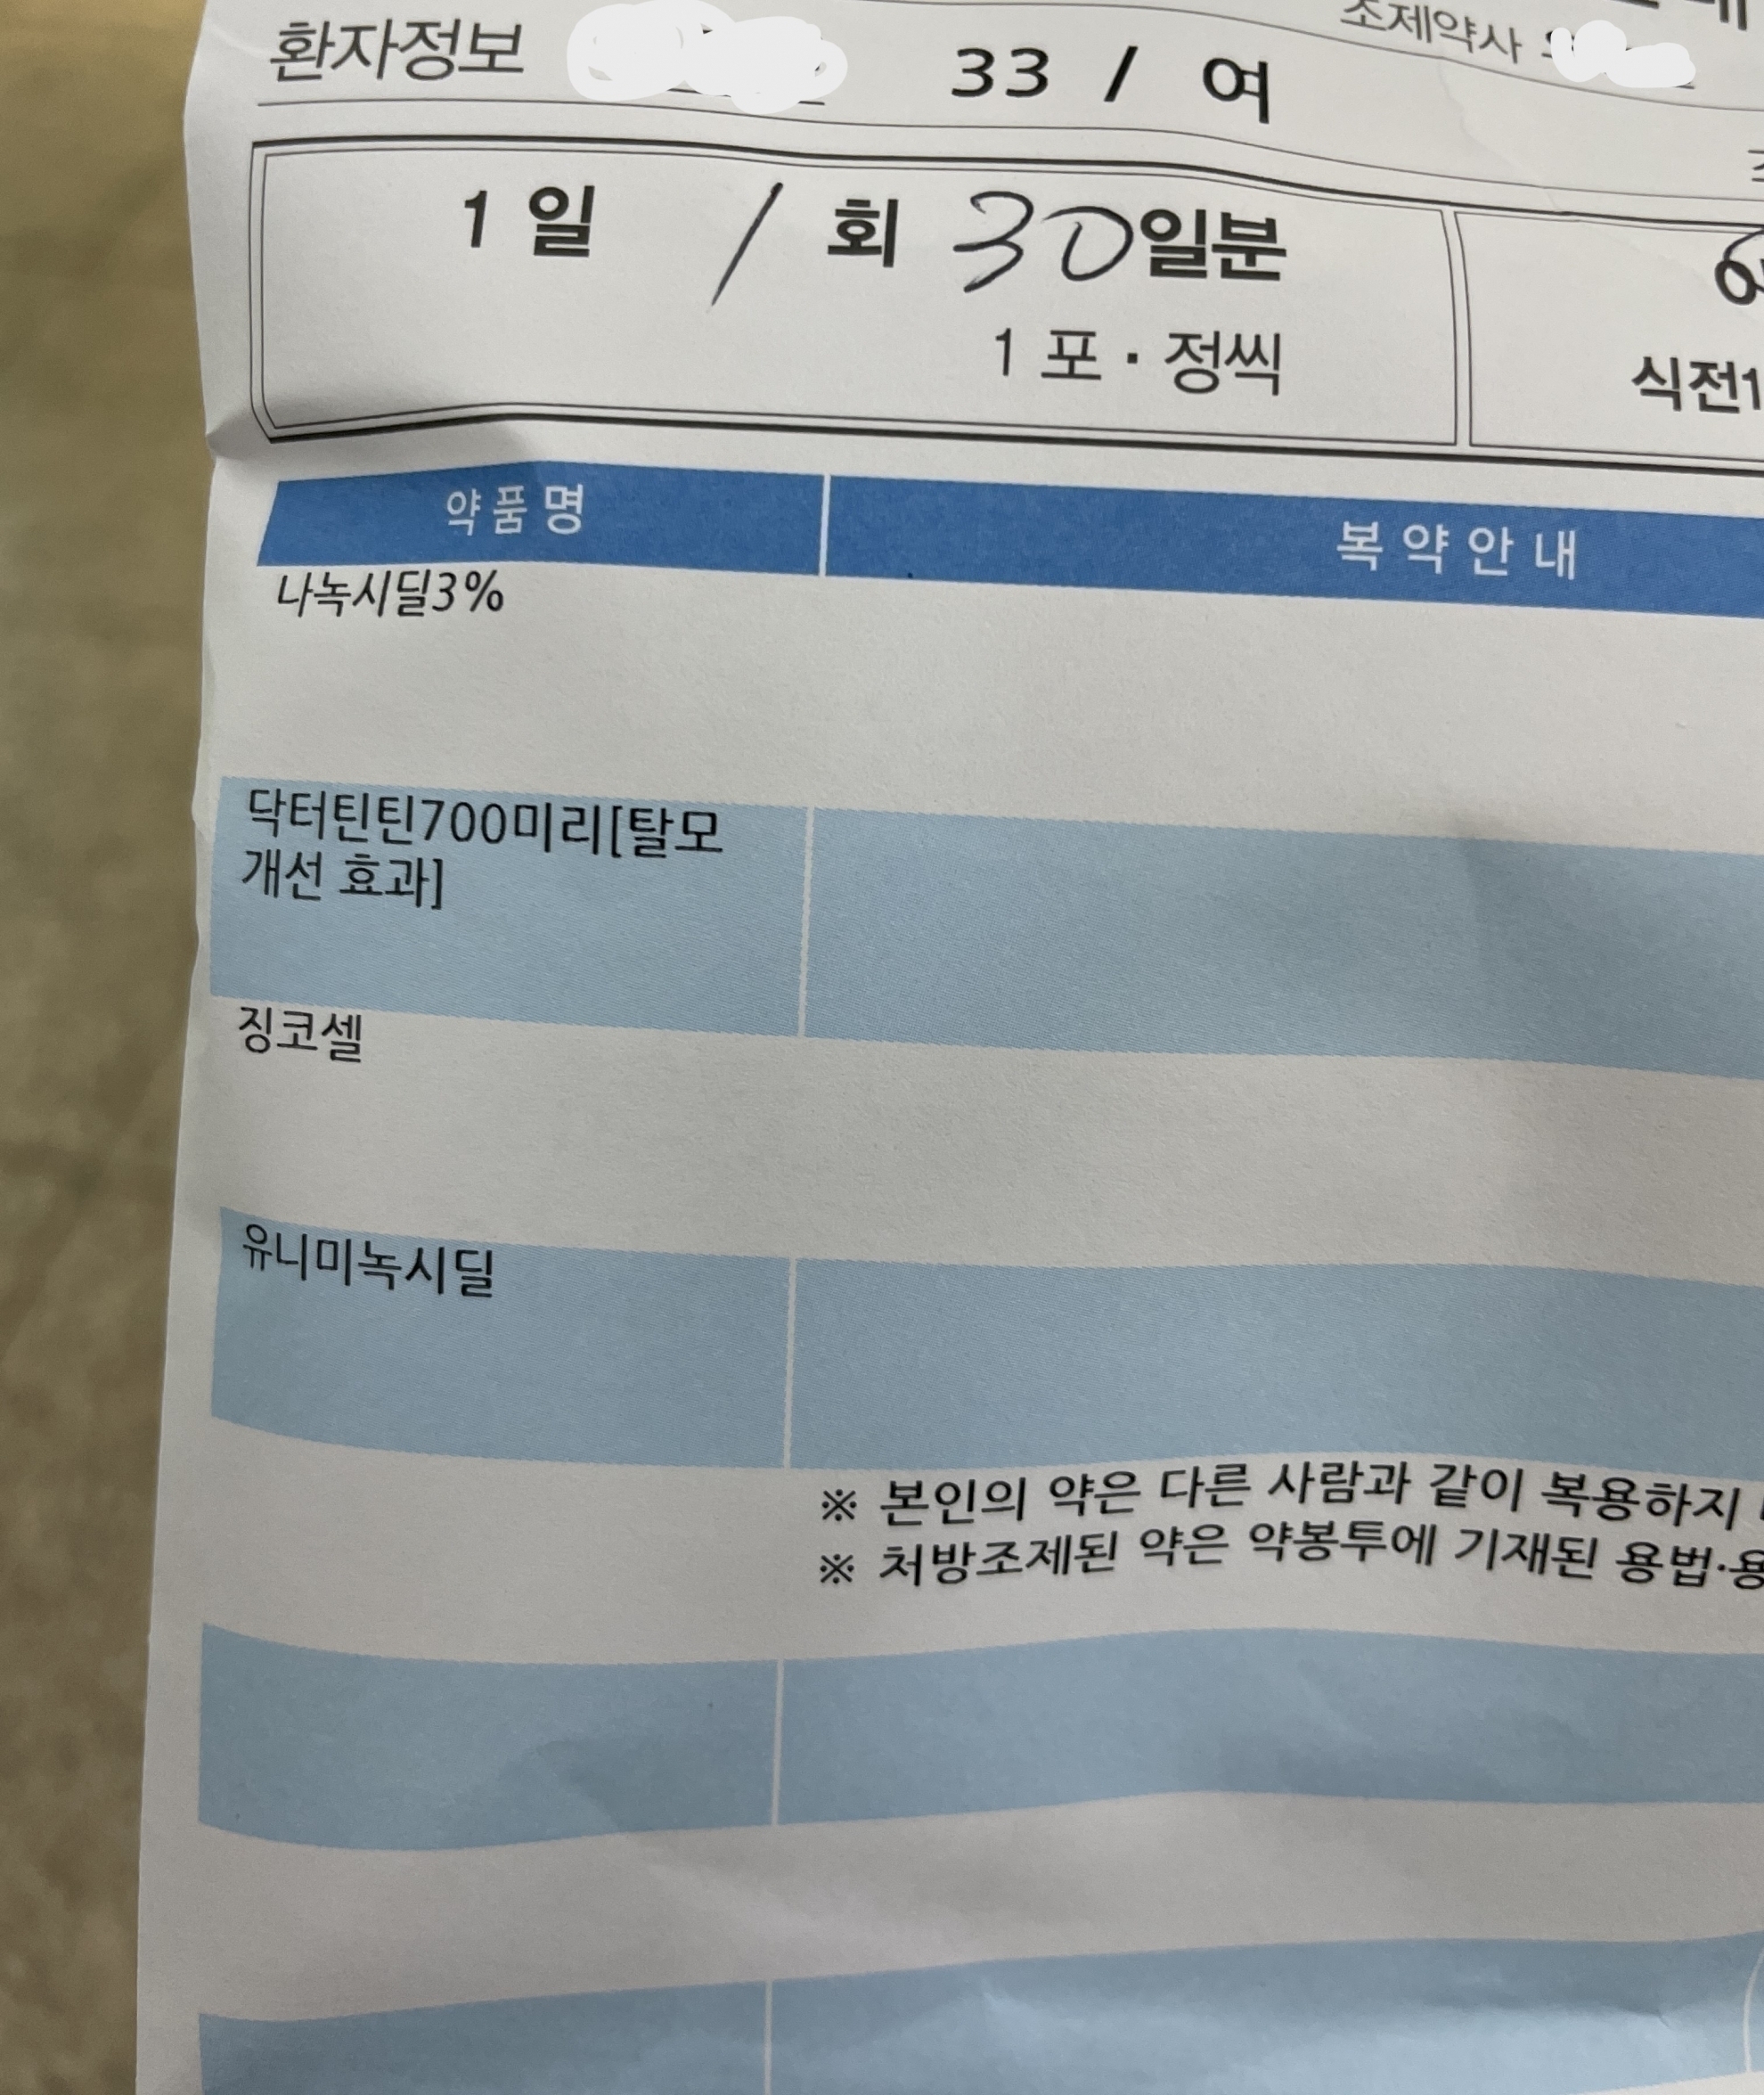 환자정보 33 / 여
조제약사
1 일 / 회 30일분
1 포 · 정씩
식전1
약품명 복약안내
나녹시딜3%
닥터틴틴700미리[탈모
개선 효과]
징코셀
유니미녹시딜
※ 본인의 약은 다른 사람과 같이 복용하지
※ 처방조제된 약은 약봉투에 기재된 용법·용